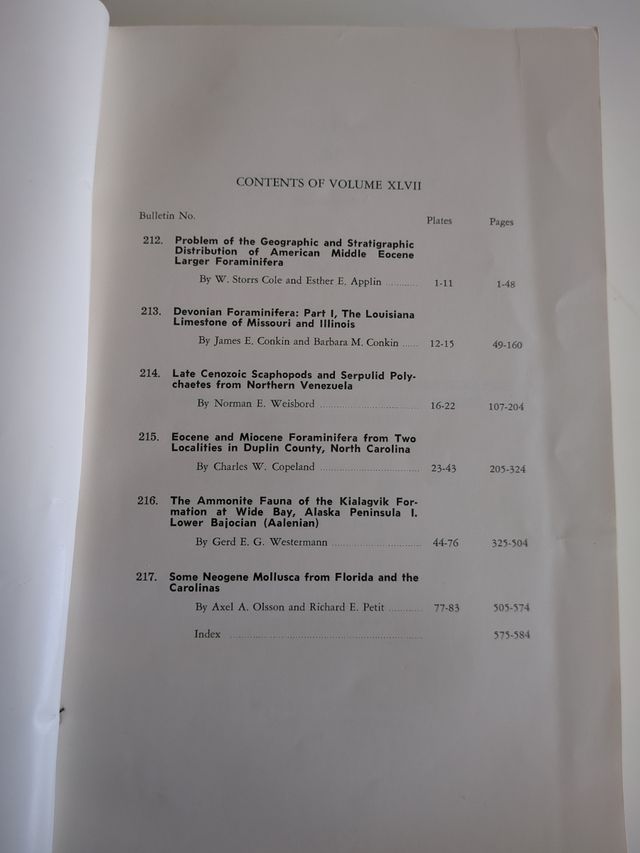 CONTENTS OF VOLUME XLVII
Bulletin No. Plates Pages
212. Problem of the Geographic and Stratigraphic
Distribution of American Middle Eocene
Larger Foraminifera
By W. Storrs Cole and Esther E. Applin ........... 1-11 1-48
213. Devonian Foraminifera: Part I, The Louisiana
Limestone of Missouri and Illinois
By James E. Conkin and Barbara M. Conkin ...... 12-15 49-160
214. Late Cenozoic Scaphopods and Serpulid Poly-
chaetes from Northern Venezuela
By Norman E. Weisbord .................................. 16-22 107-204
215. Eocene and Miocene Foraminifera from Two
Localities in Duplin County, North Carolina
By Charles W. Copeland .................................. 23-43 205-324
216. The Ammonite Fauna of the Kialagvik For-
mation at Wide Bay, Alaska Peninsula I.
Lower Bajocian (Aalenian)
By Gerd E. G. Westermann .............................. 44-76 325-504
217. Some Neogene Mollusca from Florida and the
Carolinas
By Axel A. Olsson and Richard E. Petit ............ 77-83 505-574
Index .................................................................. 575-584